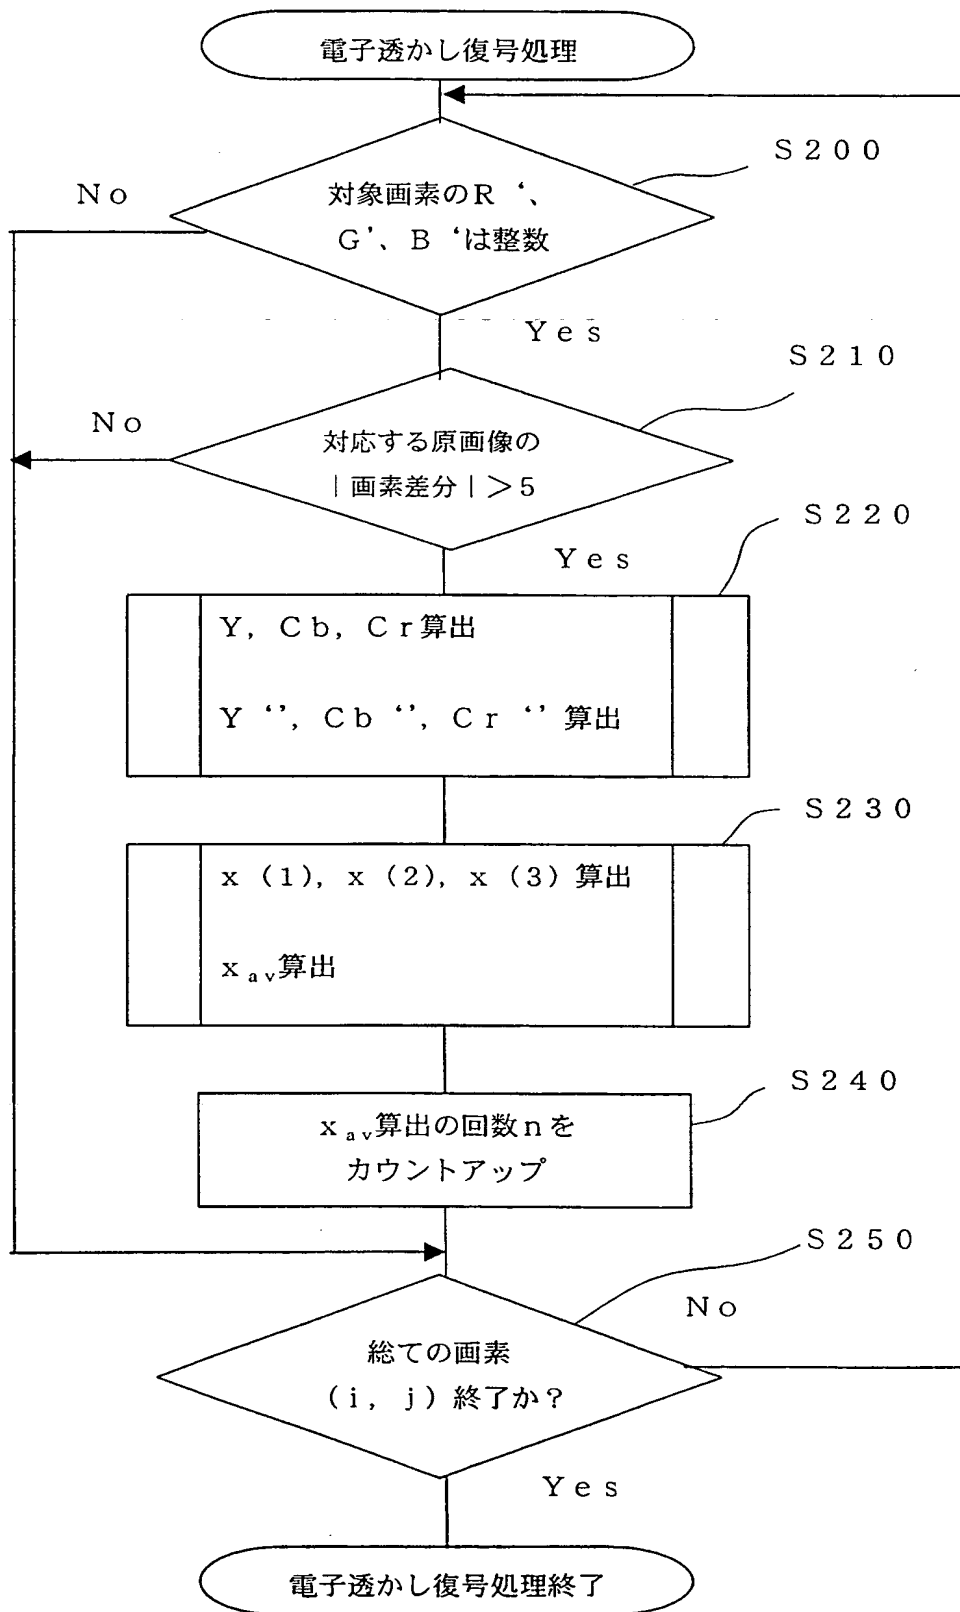 電子透かし復号処理
S200
No
対象画素のR‘、
G’、B‘は整数
Yes
S210
No
対応する原画像の
|画素差分|>5
S220
Yes
Y, Cb, Cr算出
Y‘’, Cb‘’, Cr‘’算出
S230
x(1), x(2), x(3)算出
xav算出
S240
xav算出の回数nを
カウントアップ
S250
No
総ての画素
(i, j)終了か?
Yes
電子透かし復号処理終了